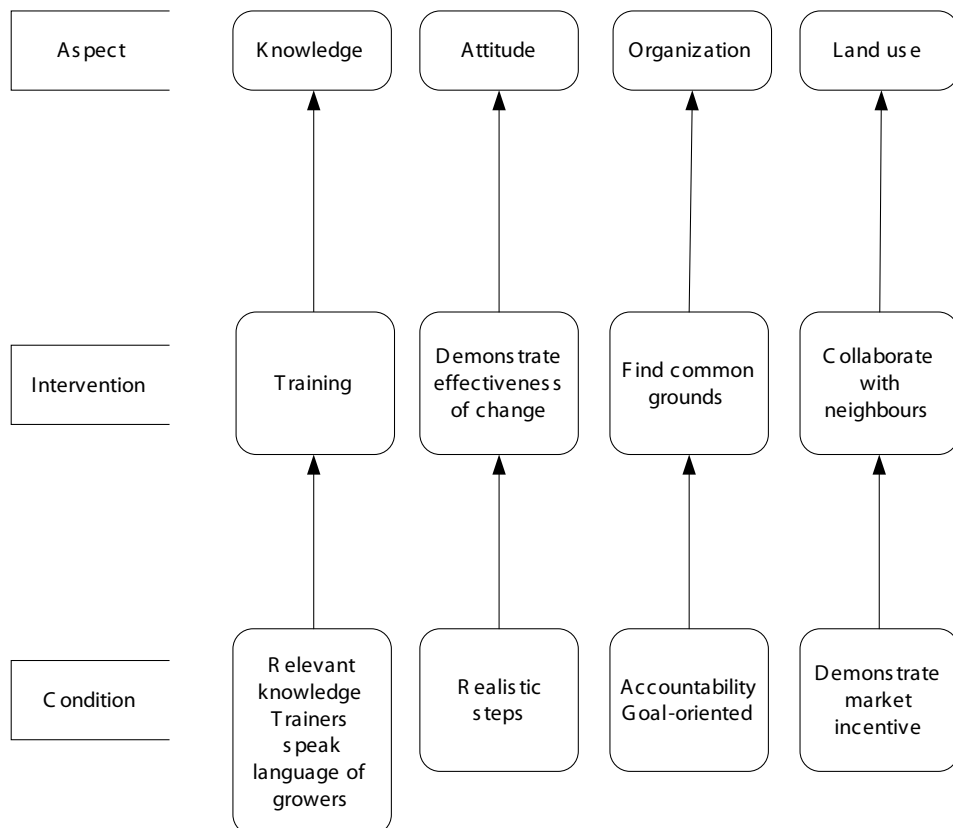 Aspect
Knowledge
Attitude
Organization
Land use
Intervention
Training
Demonstrate
effectiveness
of change
Find common
grounds
Collaborate
with
neighbours
Condition
Relevant
knowledge
Trainers
speak
language of
growers
Realistic
steps
Accountability
Goal-oriented
Demonstrate
market
incentive